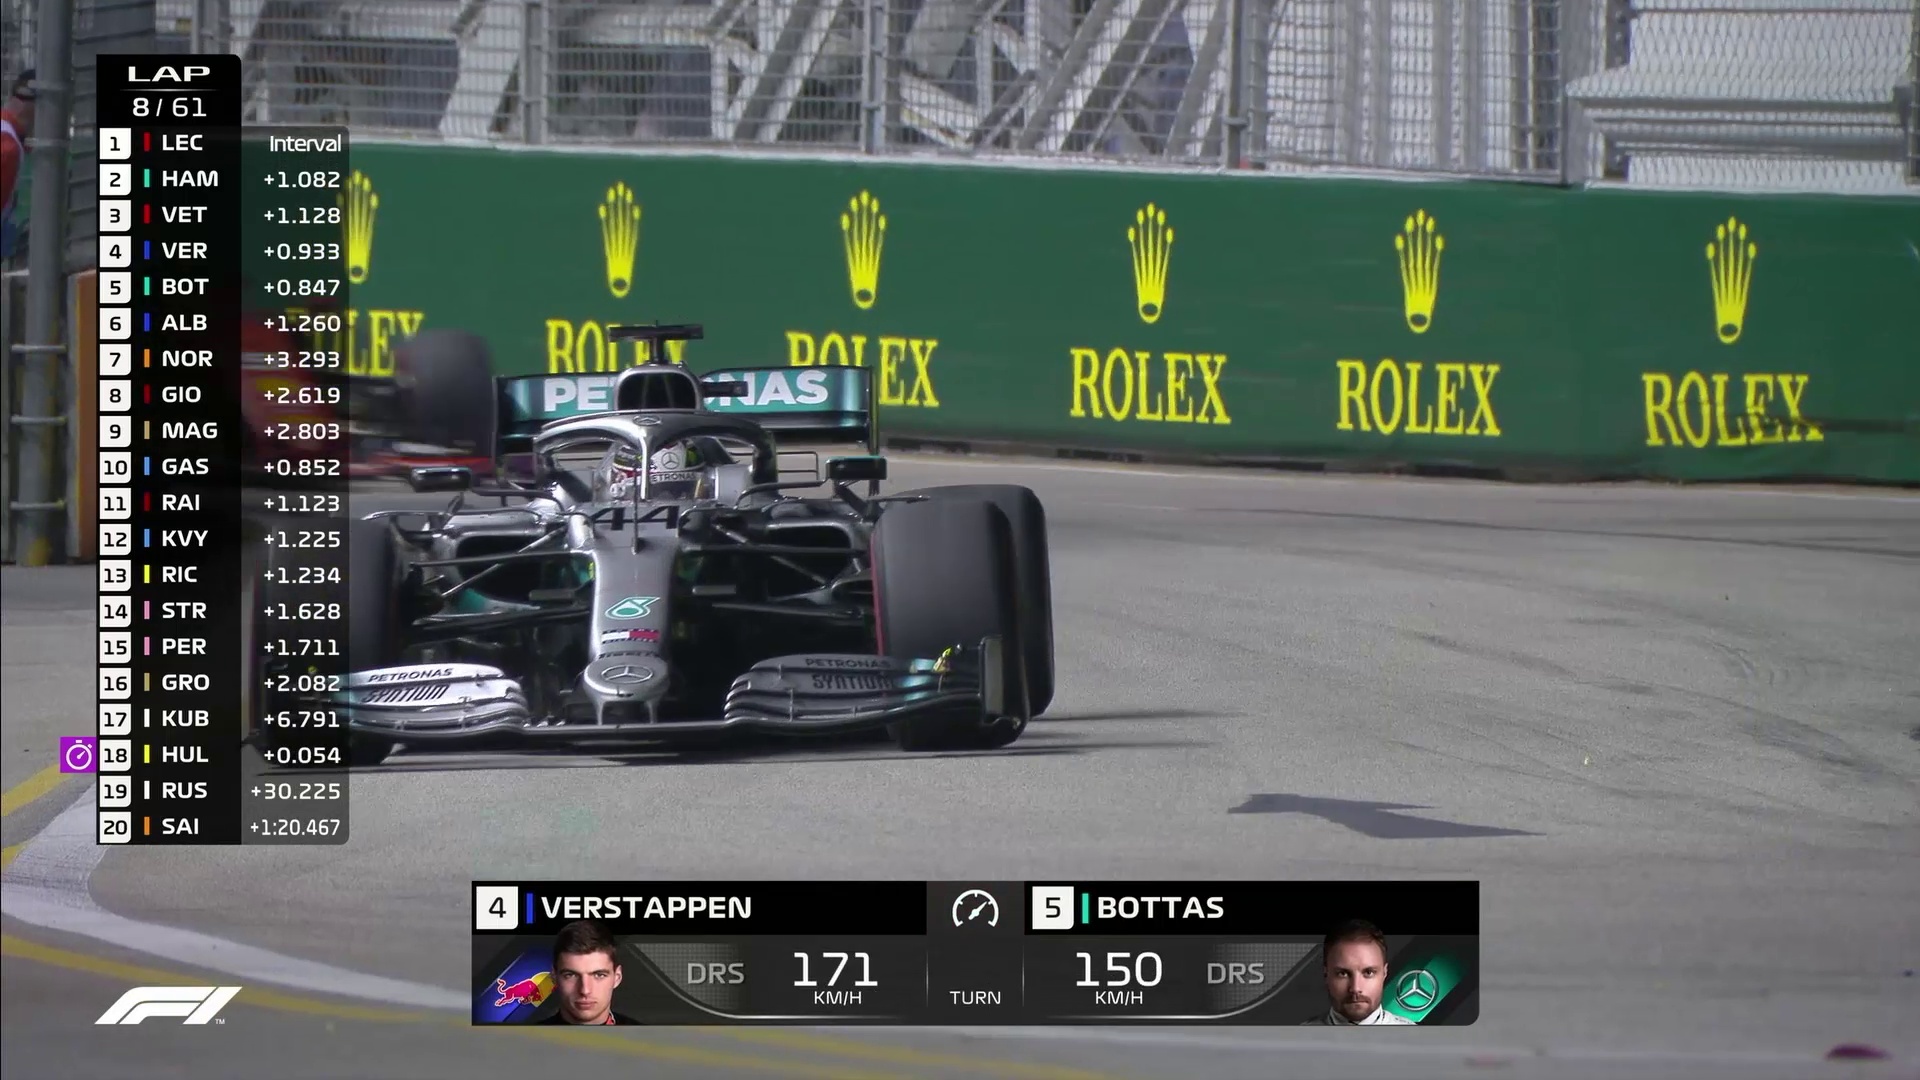 LAP
8 / 61
Interval
1 LEC
2 HAM +1.082
3 VET +1.128
4 VER +0.933
5 BOT +0.847
6 ALB +1.260
7 NOR +3.293
8 GIO +2.619
9 MAG +2.803
10 GAS +0.852
11 RAI +1.123
12 KVY +1.225
13 RIC +1.234
14 STR +1.628
15 PER +1.711
16 GRO +2.082
17 KUB +6.791
18 HUL +0.054
19 RUS +30.225
20 SAI +1:20.467
ROLEX
ROLEX
ROLEX
ROLEX
ROLEX
ROLEX
PETRONAS
PETRONAS
44
6
PETRONAS
SYNTIUM
PETRONAS
SYNTIUM
4 VERSTAPPEN
DRS 171
KM/H
TURN
5 BOTTAS
150 DRS
KM/H
F1
TM